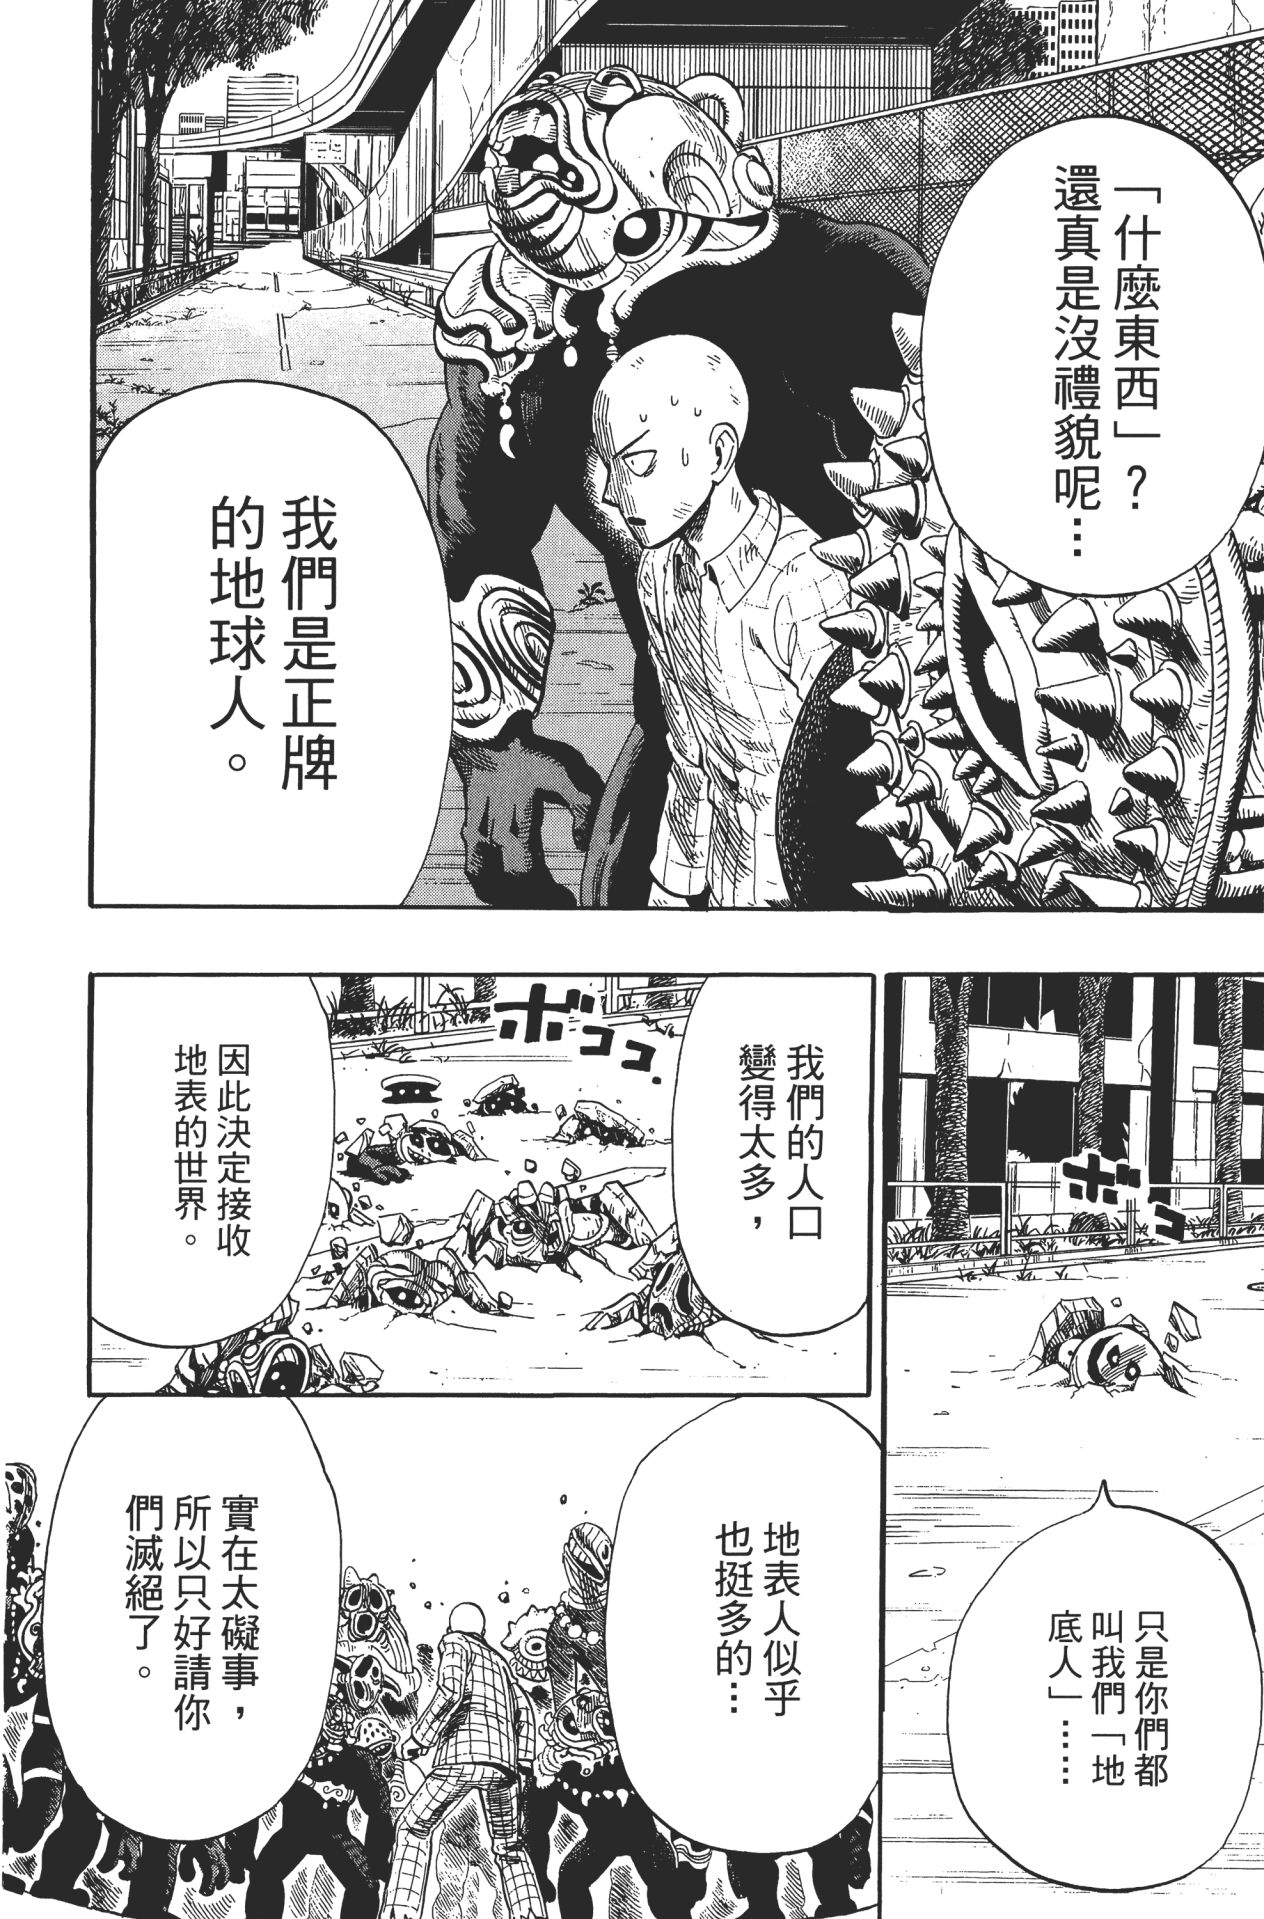 「什麼東西」？
還真是沒禮貌呢…
我們是正牌
的地球人。
ボコ
只是你們都
叫我們「地
底人」……
ボココココ
我們的人口
變得太多，
因此決定接收
地表的世界。
地表人似乎
也挺多的…
實在太礙事，
所以只好請你
們滅絕了。